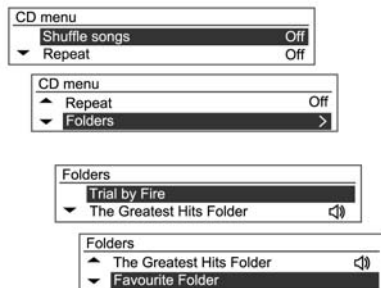 CD menu
Shuffle songs Off
Repeat Off
CD menu
Repeat Off
Folders >
Folders
Trial by Fire
The Greatest Hits Folder
Folders
The Greatest Hits Folder
Favourite Folder